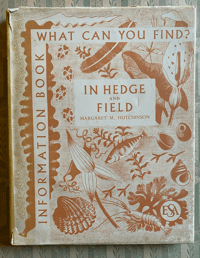 WHAT CAN YOU FIND?
INFORMATION BOOK
IN HEDGE
AND
FIELD
MARGARET M. HUTCHINSON
ESA